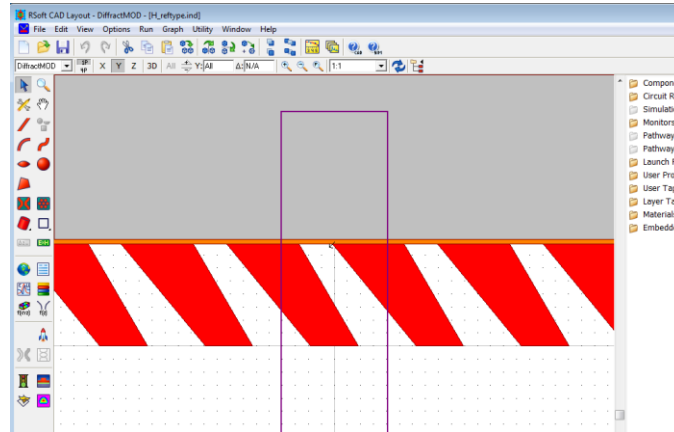 RSoft CAD Layout - DiffractMOD - [H_reftype.ind]
File Edit View Options Run Graph Utility Window Help
DiffractMOD X Y Z 3D All Y: All Δ: N/A 1:1
Compon
Circuit R
Simulati
Monitors
Pathway
Pathway
Launch F
User Pro
User Tap
Layer Ta
Materials
Embedde